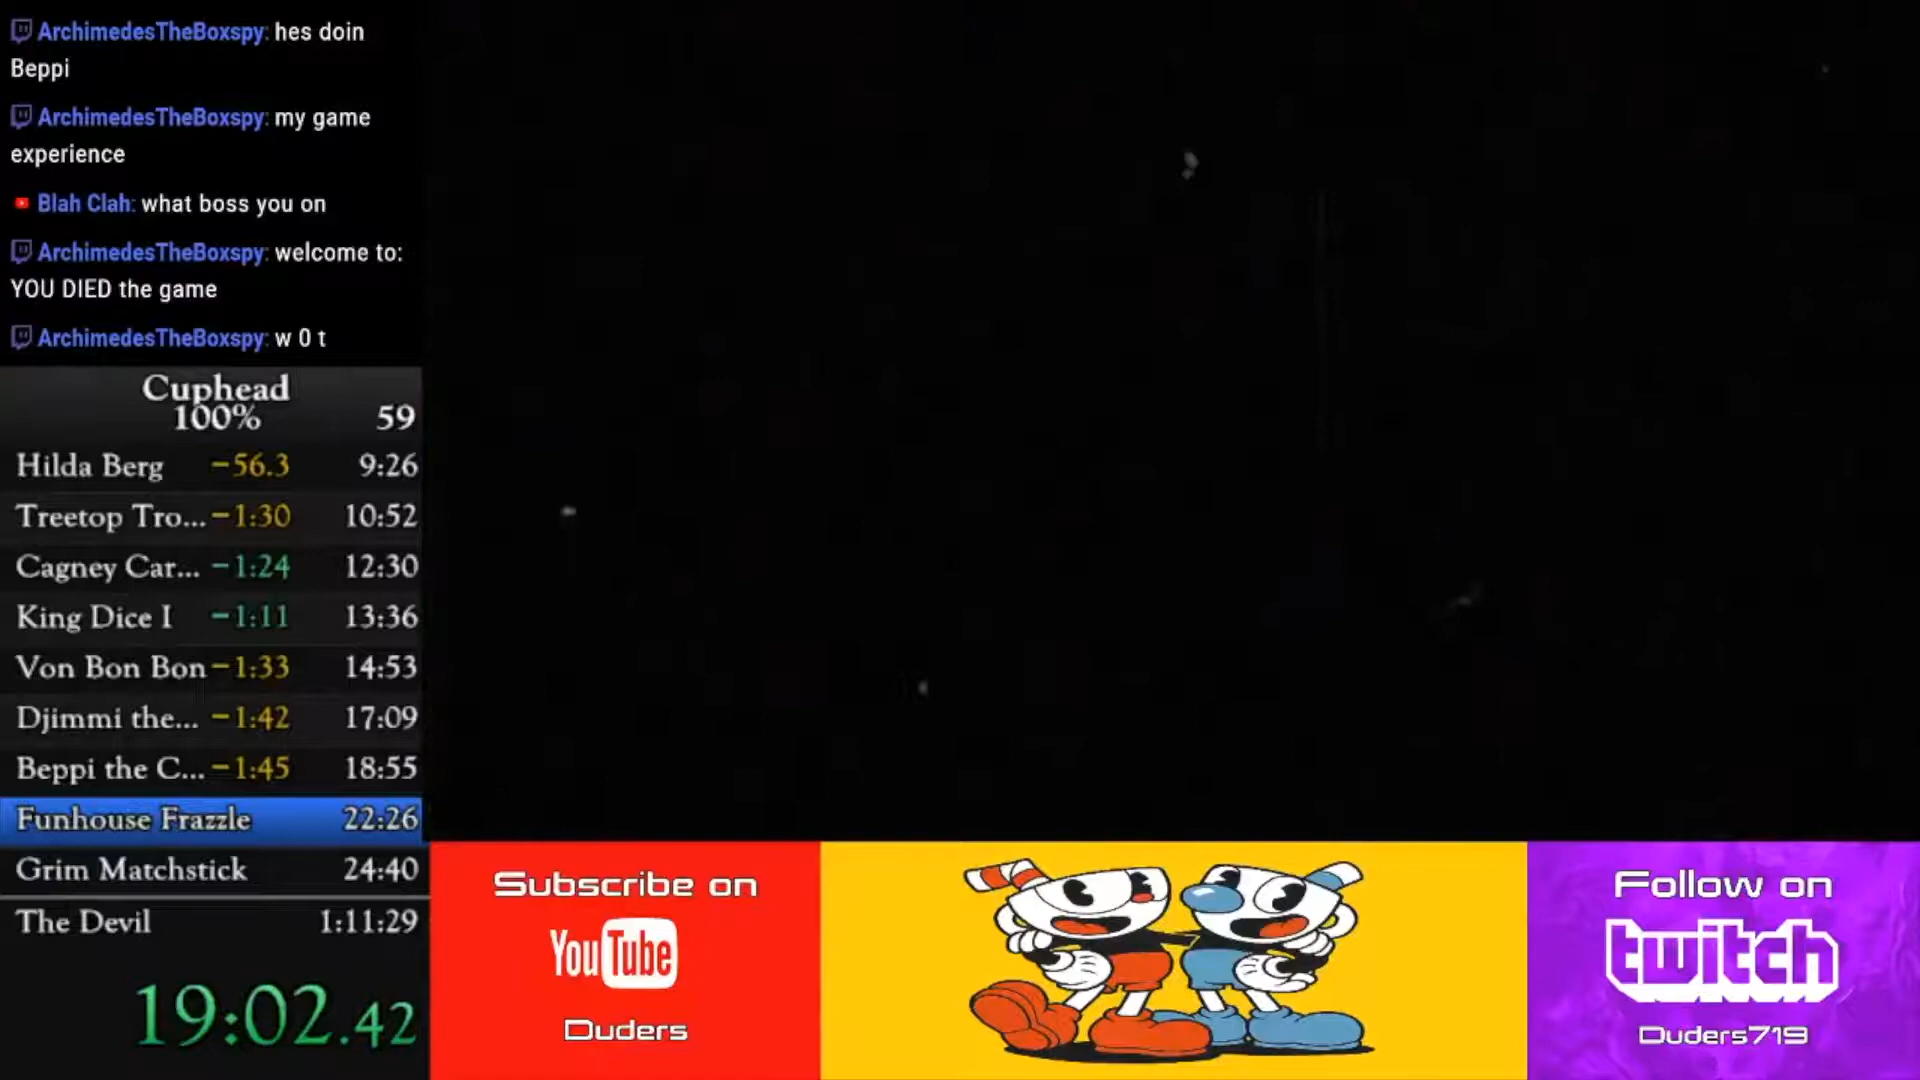 ArchimedesTheBoxspy: hes doin
Beppi
ArchimedesTheBoxspy: my game
experience
Blah Clah: what boss you on
ArchimedesTheBoxspy: welcome to:
YOU DIED the game
ArchimedesTheBoxspy: w 0 t
Cuphead
100% 59
Hilda Berg -56.3 9:26
Treetop Tro... -1:30 10:52
Cagney Car... -1:24 12:30
King Dice I -1:11 13:36
Von Bon Bon -1:33 14:53
Djimmi the... -1:42 17:09
Beppi the C... -1:45 18:55
Funhouse Frazzle 22:26
Grim Matchstick 24:40
The Devil 1:11:29
19:02.42
Subscribe on
YouTube
Duders
Follow on
twitch
Duders719